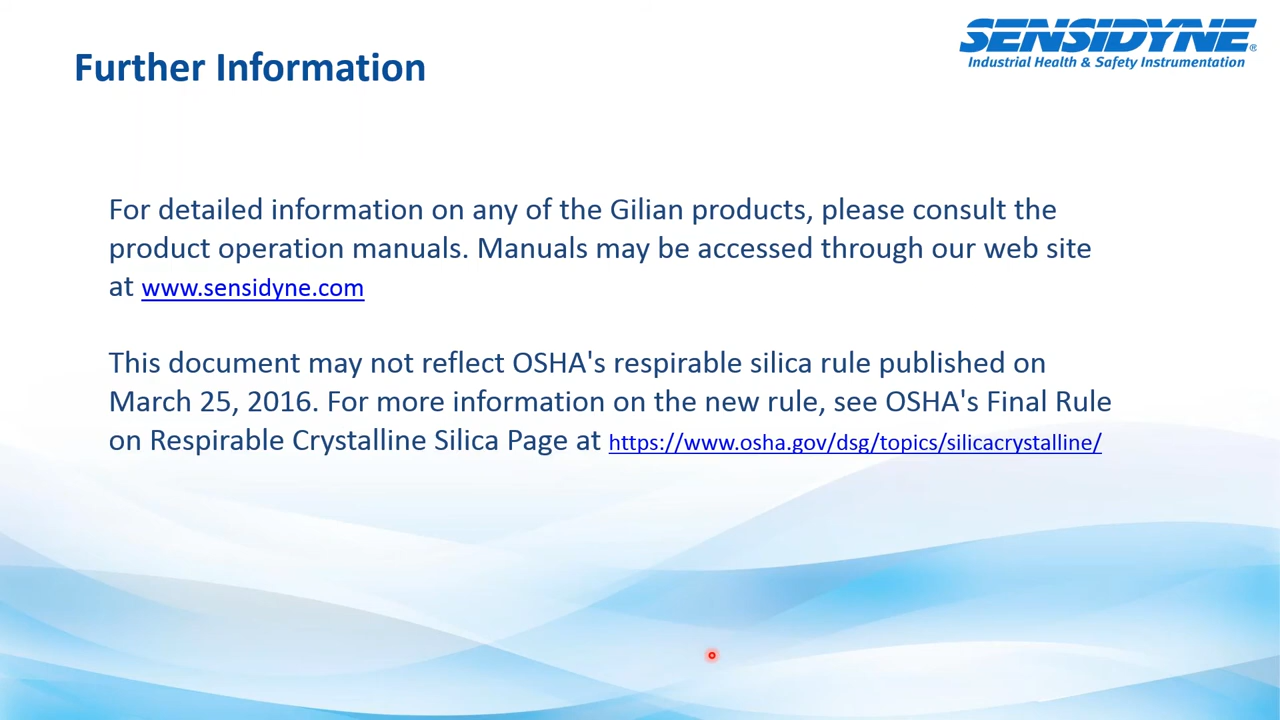 SENSIDYNE®
Industrial Health & Safety Instrumentation
Further Information
For detailed information on any of the Gilian products, please consult the
product operation manuals. Manuals may be accessed through our web site
at www.sensidyne.com
This document may not reflect OSHA's respirable silica rule published on
March 25, 2016. For more information on the new rule, see OSHA's Final Rule
on Respirable Crystalline Silica Page at https://www.osha.gov/dsg/topics/silicacrystalline/